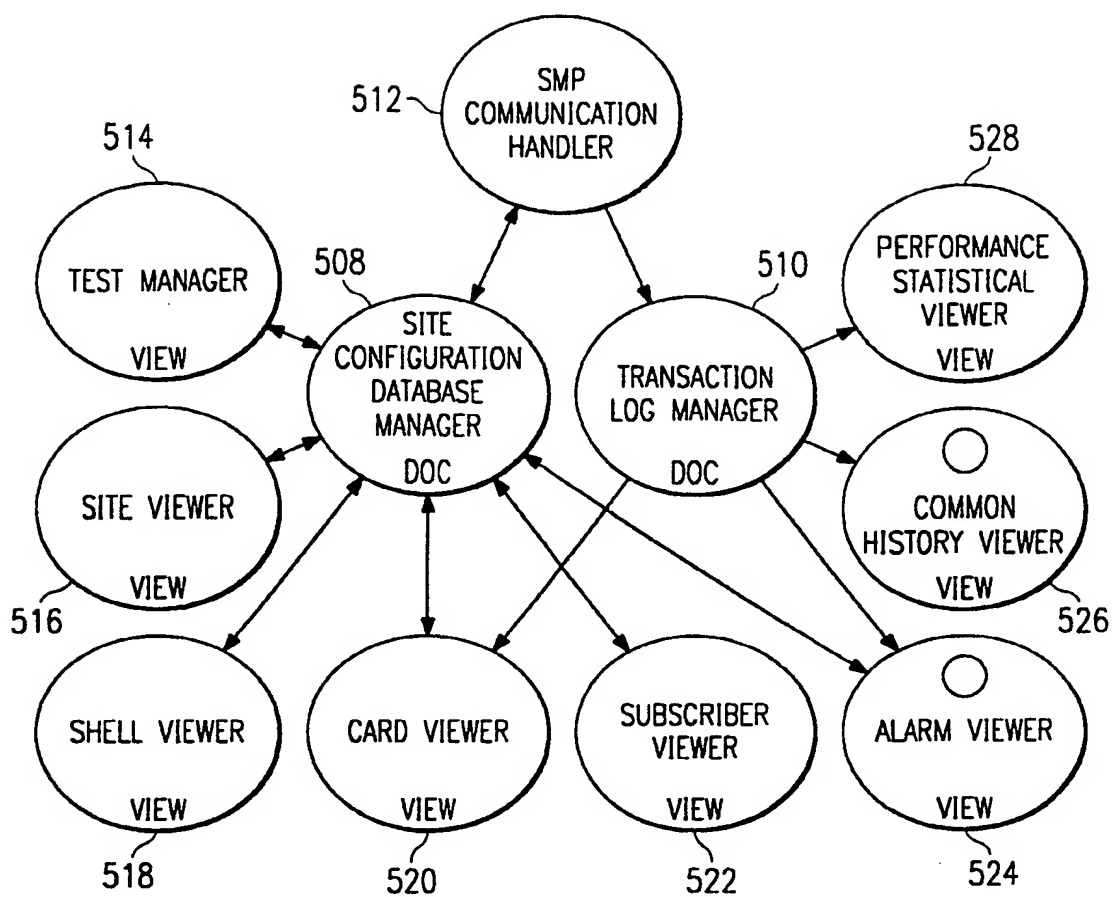 SMP
COMMUNICATION
HANDLER
512
514
TEST MANAGER
VIEW
508
SITE
CONFIGURATION
DATABASE
MANAGER
DOC
510
TRANSACTION
LOG MANAGER
DOC
528
PERFORMANCE
STATISTICAL
VIEWER
VIEW
SITE VIEWER
VIEW
516
COMMON
HISTORY VIEWER
VIEW
526
SHELL VIEWER
VIEW
518
CARD VIEWER
VIEW
520
SUBSCRIBER
VIEWER
VIEW
522
ALARM VIEWER
VIEW
524